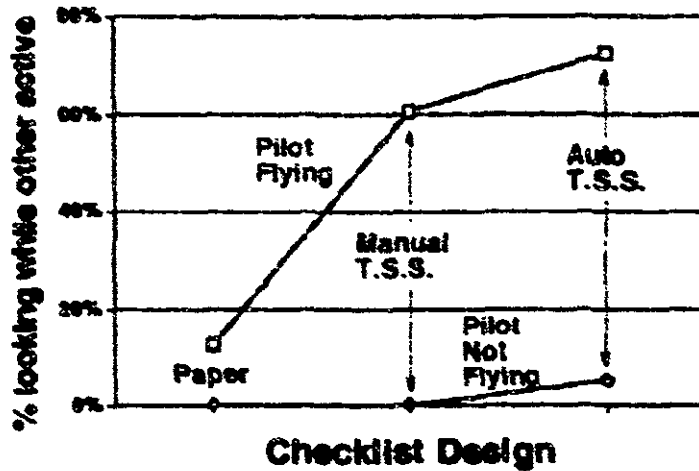 % looking while other active
80%
60%
40%
20%
0%
Pilot
Flying
Auto
T.S.S.
Manual
T.S.S.
Pilot
Not
Flying
Paper
Checklist Design